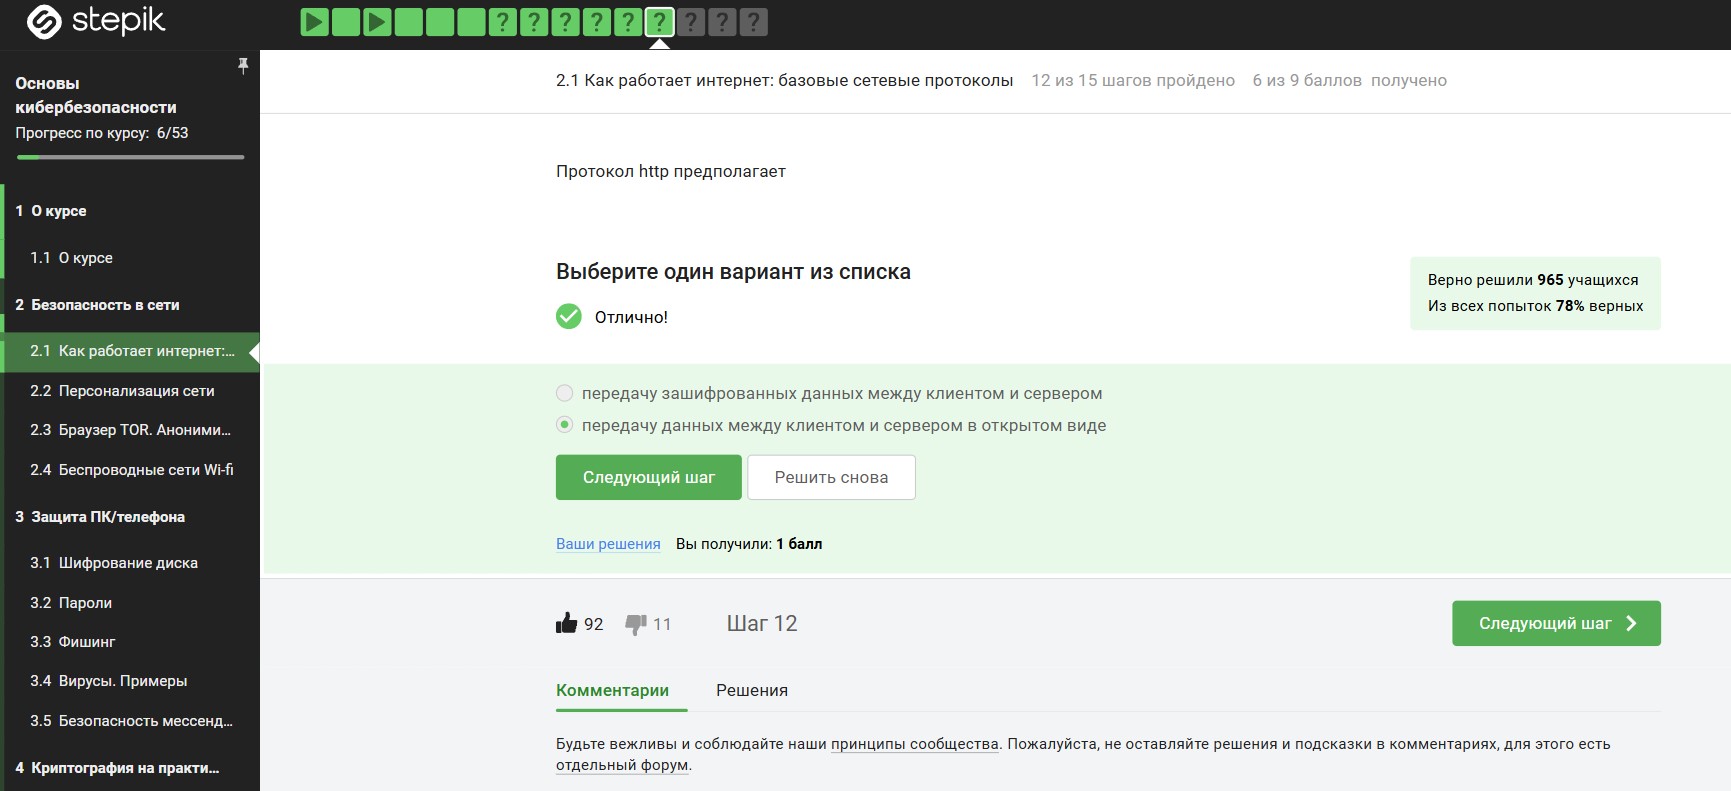 stepik
? ? ? ? ? ? ? ? ?
Основы
кибербезопасности
Прогресс по курсу: 6/53
1 О курсе
1.1 О курсе
2 Безопасность в сети
2.1 Как работает интернет:...
2.2 Персонализация сети
2.3 Браузер TOR. Аноними...
2.4 Беспроводные сети Wi-fi
3 Защита ПК/телефона
3.1 Шифрование диска
3.2 Пароли
3.3 Фишинг
3.4 Вирусы. Примеры
3.5 Безопасность мессенд...
4 Криптография на практи...
2.1 Как работает интернет: базовые сетевые протоколы 12 из 15 шагов пройдено 6 из 9 баллов получено
Протокол http предполагает
Выберите один вариант из списка
Отлично!
Верно решили 965 учащихся
Из всех попыток 78% верных
передачу зашифрованных данных между клиентом и сервером
передачу данных между клиентом и сервером в открытом виде
Следующий шаг Решить снова
Ваши решения Вы получили: 1 балл
92 11 Шаг 12 Следующий шаг
Комментарии Решения
Будьте вежливы и соблюдайте наши принципы сообщества. Пожалуйста, не оставляйте решения и подсказки в комментариях, для этого есть
отдельный форум.